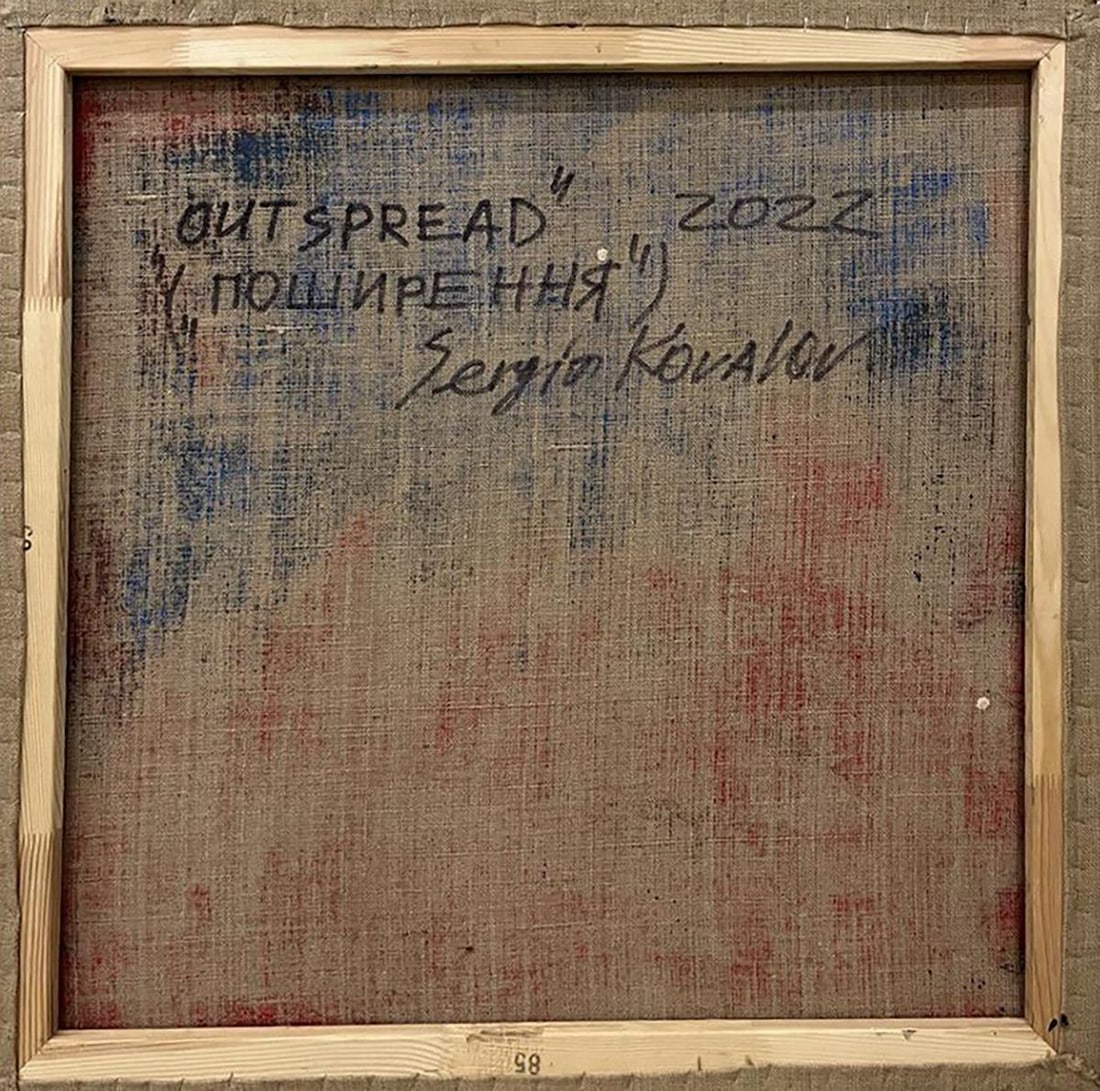 OUTSPREAD" 2022
"(ПОШИРЕННЯ")
Sergio Kovalov
85